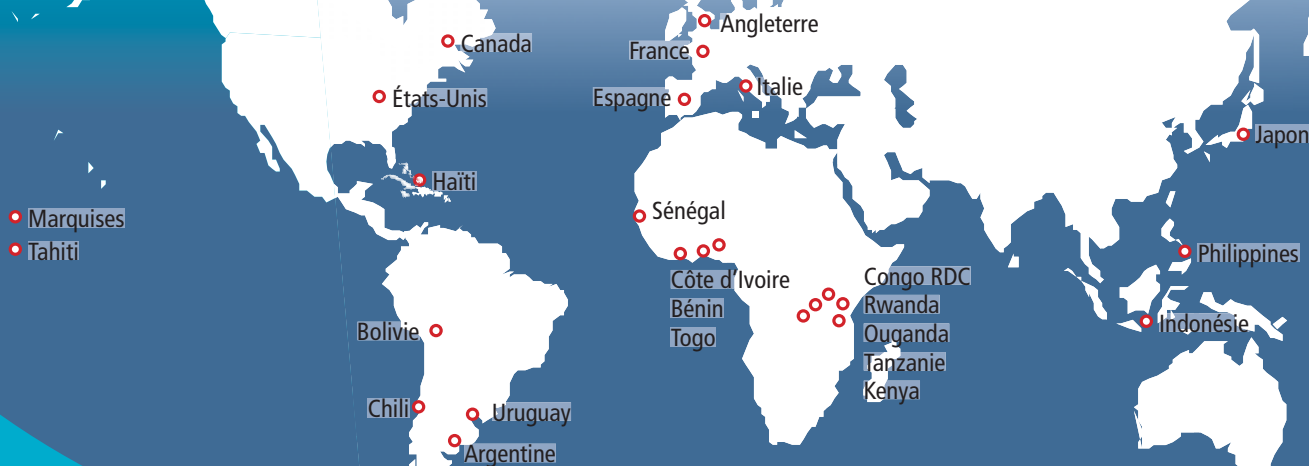 Angleterre
Canada
France
Italie
États-Unis
Espagne
Japon
Haïti
Sénégal
Marquises
Tahiti
Philippines
Côte d'Ivoire
Bénin
Togo
Congo RDC
Rwanda
Ouganda
Tanzanie
Kenya
Indonésie
Bolivie
Chili
Uruguay
Argentine